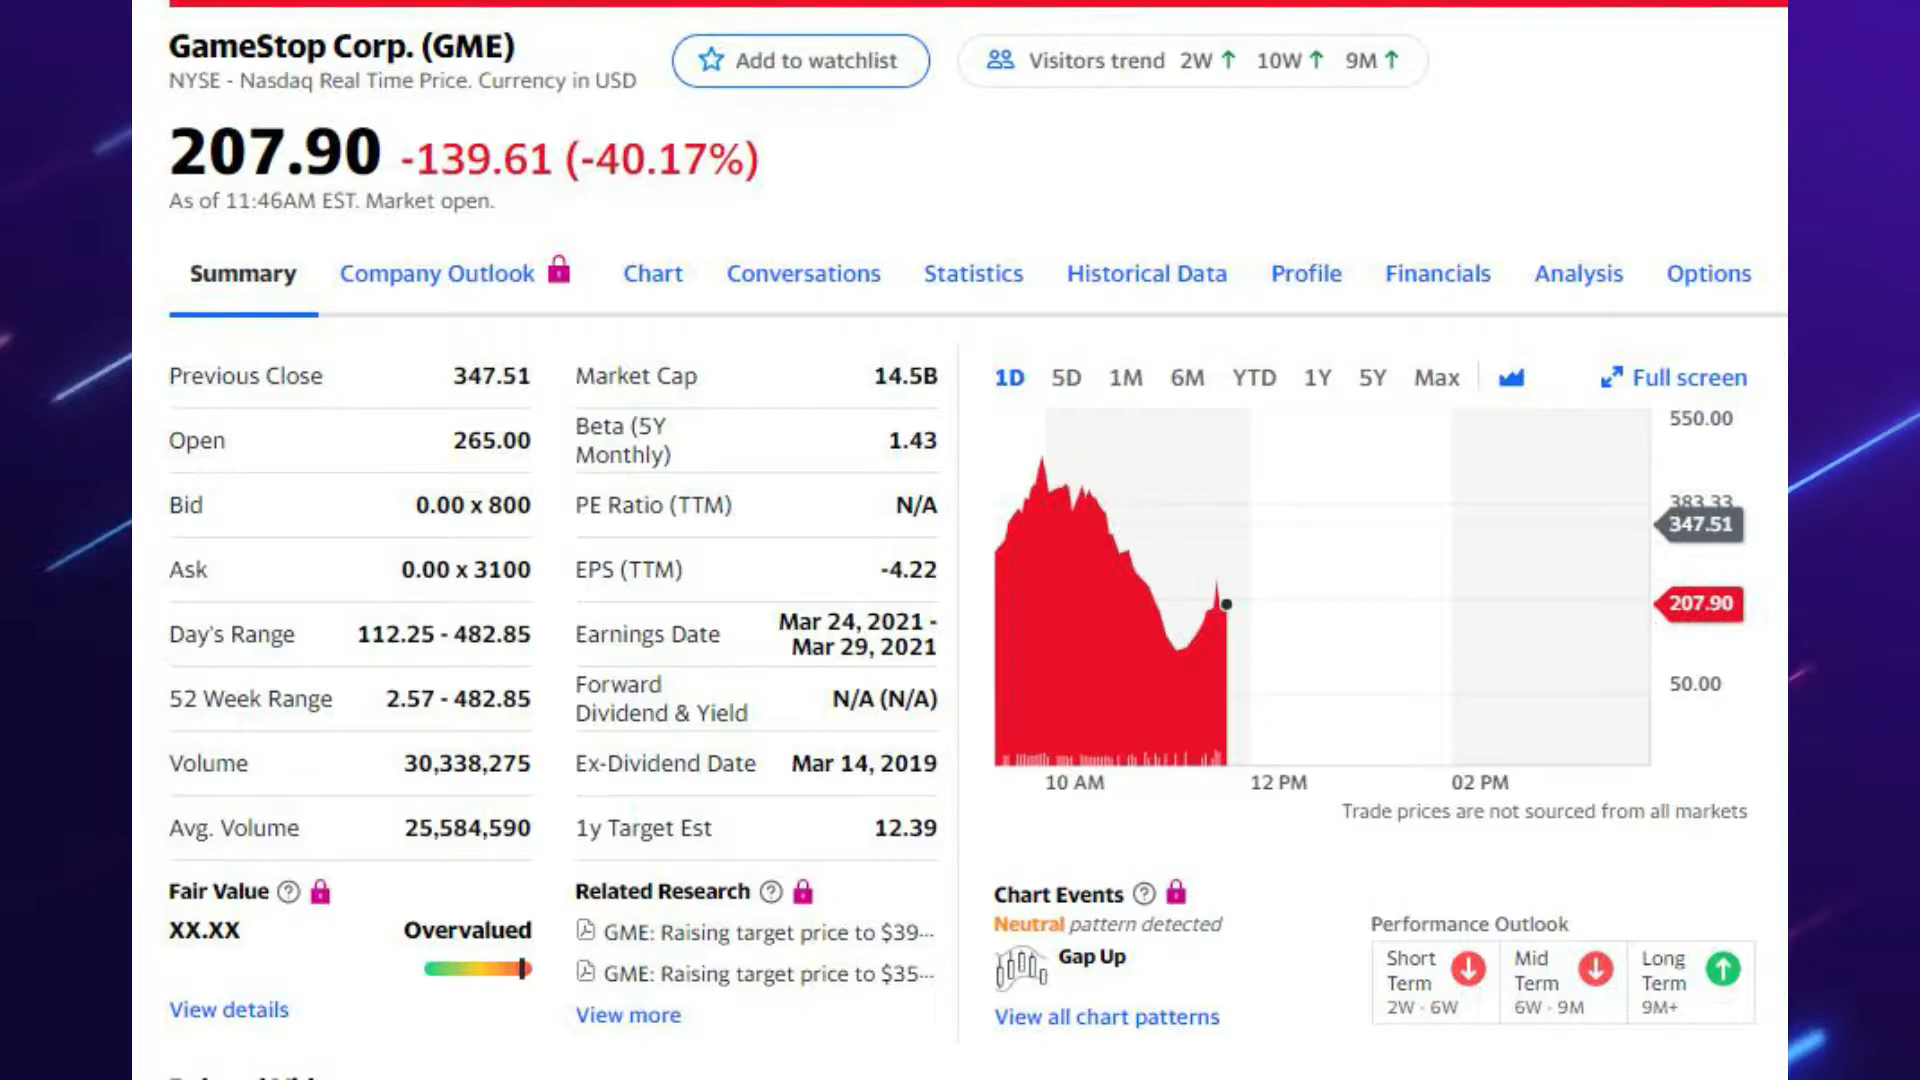 GameStop Corp. (GME)
NYSE - Nasdaq Real Time Price. Currency in USD
Add to watchlist
Visitors trend 2W 10W 9M
207.90 -139.61 (-40.17%)
As of 11:46AM EST. Market open.
Summary Company Outlook Chart Conversations Statistics Historical Data Profile Financials Analysis Options
Previous Close 347.51
Open 265.00
Bid 0.00 x 800
Ask 0.00 x 3100
Day's Range 112.25 - 482.85
52 Week Range 2.57 - 482.85
Volume 30,338,275
Avg. Volume 25,584,590
Market Cap 14.5B
Beta (5Y
Monthly) 1.43
PE Ratio (TTM) N/A
EPS (TTM) -4.22
Earnings Date Mar 24, 2021 -
Mar 29, 2021
Forward
Dividend & Yield N/A (N/A)
Ex-Dividend Date Mar 14, 2019
1y Target Est 12.39
Fair Value
XX.XX Overvalued
View details
Related Research
GME: Raising target price to $39...
GME: Raising target price to $35...
View more
1D 5D 1M 6M YTD 1Y 5Y Max Full screen
550.00
383.33
347.51
207.90
50.00
10 AM 12 PM 02 PM
Trade prices are not sourced from all markets
Chart Events
Neutral pattern detected
Gap Up
View all chart patterns
Performance Outlook
Short
Term
2W - 6W
Mid
Term
6W - 9M
Long
Term
9M+